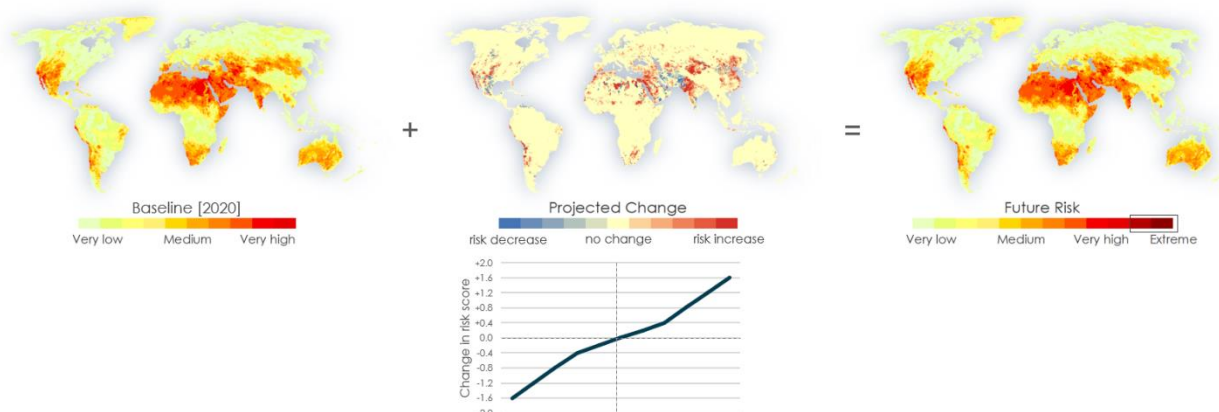 +
=
Baseline [2020]
Very low Medium Very high
Projected Change
risk decrease no change risk increase
Future Risk
Very low Medium Very high Extreme
Change in risk score
+2.0
+1.6
+1.2
+0.8
+0.4
0.0
-0.4
-0.8
-1.2
-1.6